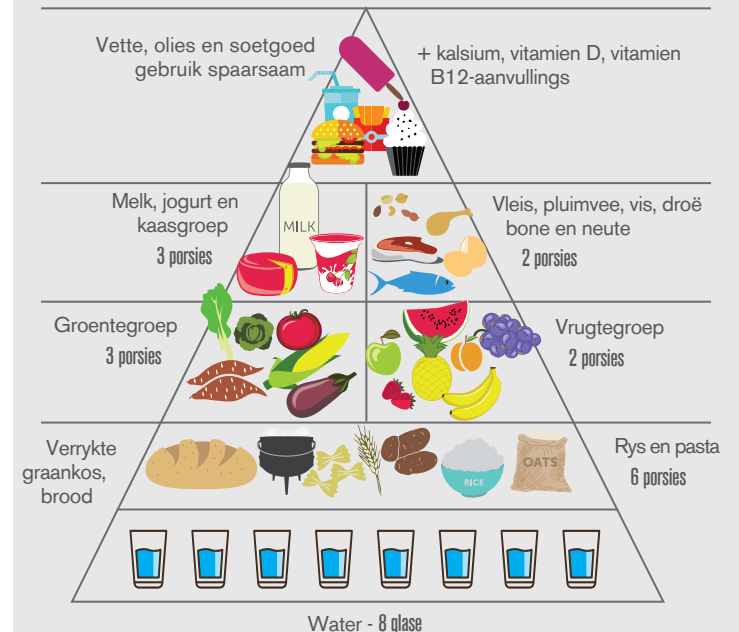 Vette, olies en soetgoed
gebruik spaarsaam
+ kalsium, vitamien D, vitamien
B12-aanvullings
Melk, jogurt en
kaasgroep
3 porsies
MILK
Vleis, pluimvee, vis, droë
bone en neute
2 porsies
Groentegroep
3 porsies
Vrugtegroep
2 porsies
Verrykte
graankos,
brood
RICE
OATS
Rys en pasta
6 porsies
Water - 8 glase